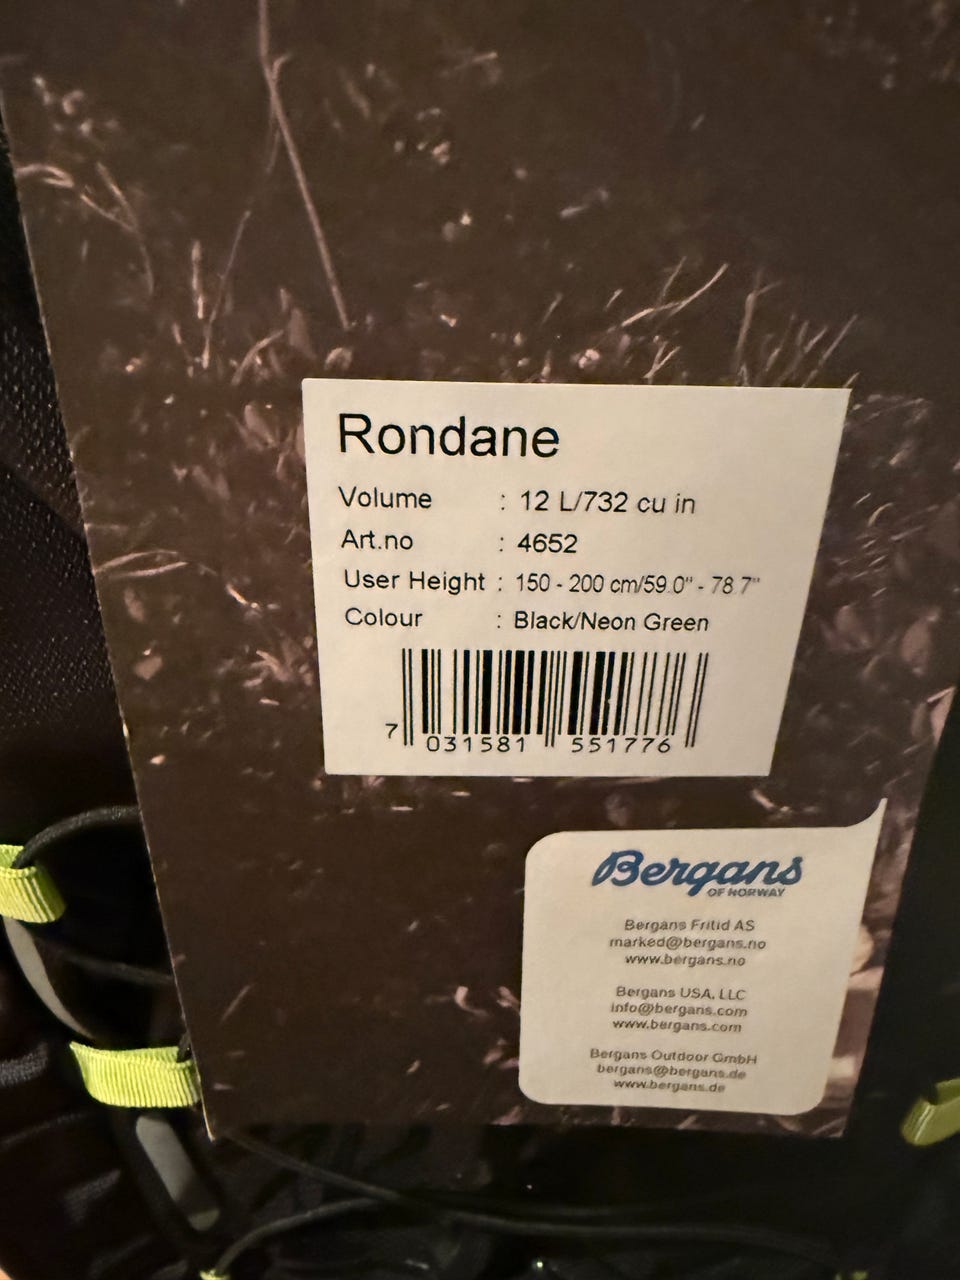 Rondane
Volume : 12 L/732 cu in
Art.no : 4652
User Height : 150 - 200 cm/59.0" - 78.7"
Colour : Black/Neon Green
7 031581 551776
Bergans
OF NORWAY
Bergans Fritid AS
marked@bergans.no
www.bergans.no
Bergans USA, LLC
info@bergans.com
www.bergans.com
Bergans Outdoor GmbH
bergans@bergans.de
www.bergans.de